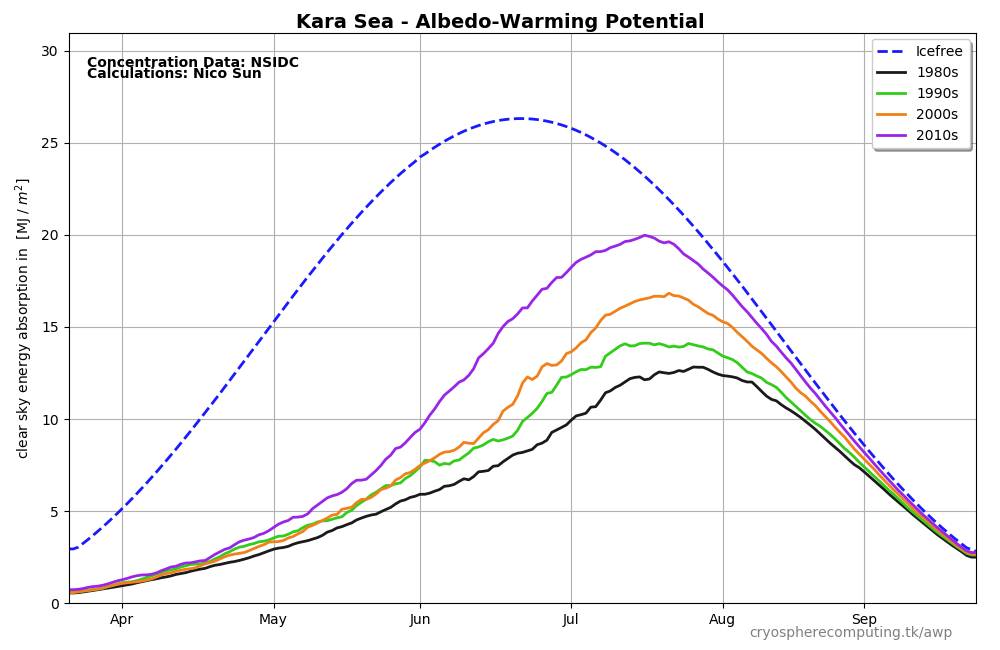 Kara Sea - Albedo-Warming Potential
Concentration Data: NSIDC
Calculations: Nico Sun
Icefree
1980s
1990s
2000s
2010s
clear sky energy absorption in [MJ / m²]
30
25
20
15
10
5
0
Apr May Jun Jul Aug Sep
cryospherecomputing.tk/awp